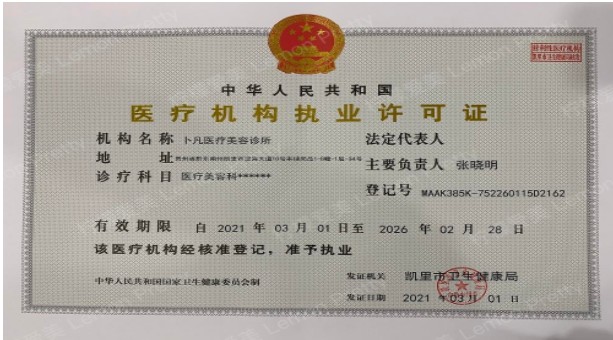 中华人民共和国
医疗机构执业许可证
机构名称 卜凡医疗美容诊所
法定代表人
地 址
主要负责人 张晓明
诊疗科目 医疗美容科******
登记号 MAAK385K-752260115D2162
有效期限 自 2021 年 03 月 01 日至 2026 年 02 月 28 日
该医疗机构经核准登记，准予执业
中华人民共和国国家卫生健康委员会制
发证机关 凯里市卫生健康局
发证日期 2021 年 03 月 01 日
Lemon Pretty